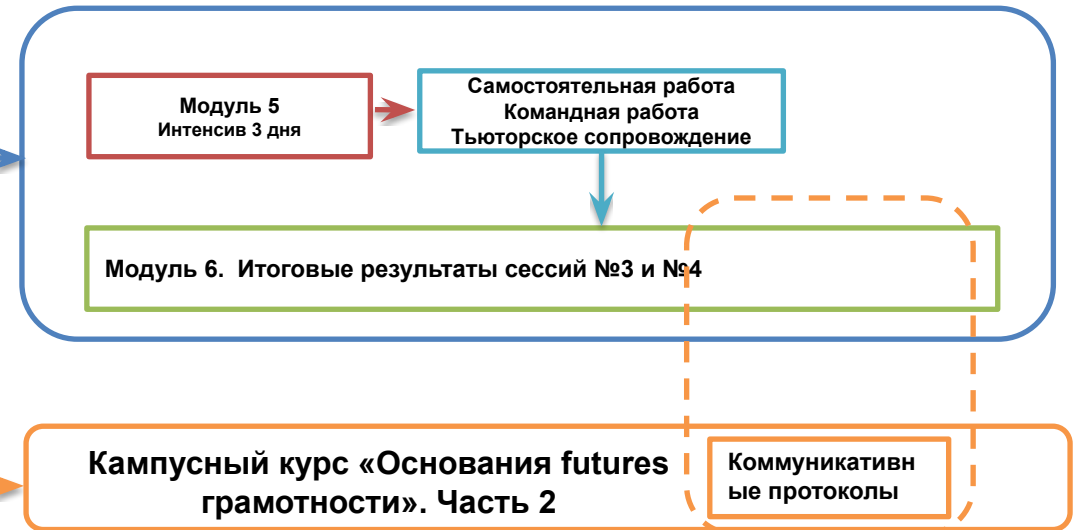 Модуль 5
Интенсив 3 дня
Самостоятельная работа
Командная работа
Тьюторское сопровождение
Модуль 6. Итоговые результаты сессий №3 и №4
Кампусный курс «Основания futures
грамотности». Часть 2
Коммуникативн
ые протоколы